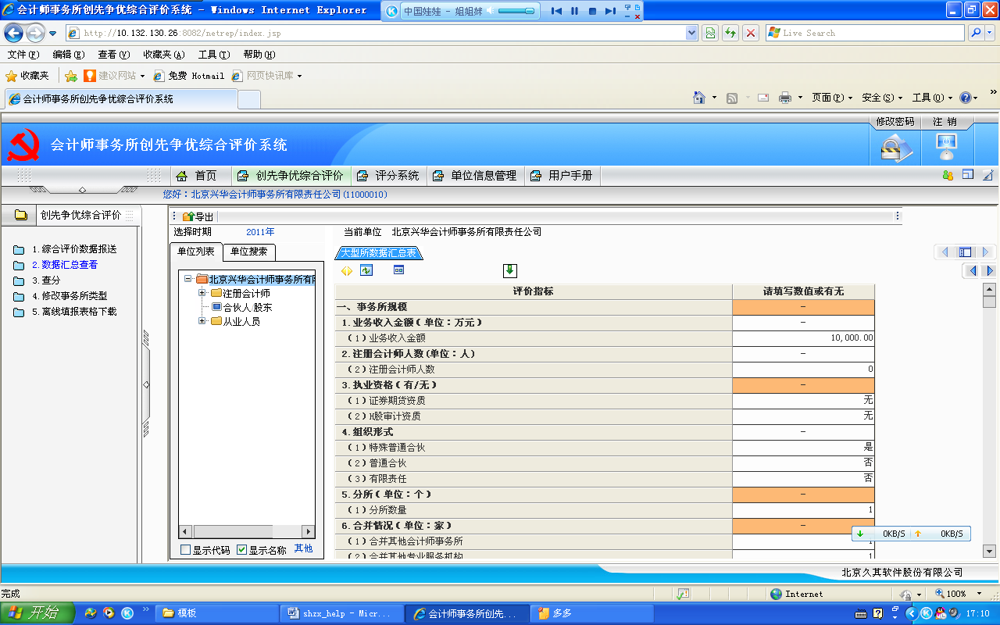 会计师事务所创先争优综合评价系统 - Windows Internet Explorer
中国娃娃 - 姐姐妹
http://10.132.130.26:8082/netrep/index.jsp
Live Search
文件(F) 编辑(E) 查看(V) 收藏夹(A) 工具(T) 帮助(H)
收藏夹 建议网站 免费 Hotmail 网页快讯库
会计师事务所创先争优综合评价系统
页面(P) 安全(S) 工具(O)
修改密码 注 销
会计师事务所创先争优综合评价系统
首页 创先争优综合评价 评分系统 单位信息管理 用户手册
您好：北京兴华会计师事务所有限责任公司(11000010)
创先争优综合评价
1.综合评价数据报送
2.数据汇总查看
3.查分
4.修改事务所类型
5.离线填报表格下载
导出
选择时期 2011年 当前单位 北京兴华会计师事务所有限责任公司
单位列表 单位搜索
北京兴华会计师事务所有限
注册会计师
合伙人/股东
从业人员
显示代码 显示名称 其他
大型所数据汇总表
评价指标 请填写数值或有无
一、事务所规模 —
1.业务收入金额（单位：万元） —
（1）业务收入金额 10,000.00
2.注册会计师人数(单位：人) —
（2）注册会计师人数 0
3.执业资格（有/无） —
（1）证券期货资质 无
（2）H股审计资质 无
4.组织形式 —
（1）特殊普通合伙 是
（2）普通合伙 否
（3）有限责任 否
5.分所（单位：个） —
（1）分所数量 1
6.合并情况（单位：家） —
（1）合并其他会计师事务所 1
（2）合并其他专业服务机构 1
0KB/S 0KB/S
北京久其软件股份有限公司
完成 Internet 100%
开始 模板 shzx_help - Micr... 会计师事务所创先... 多多 17:10